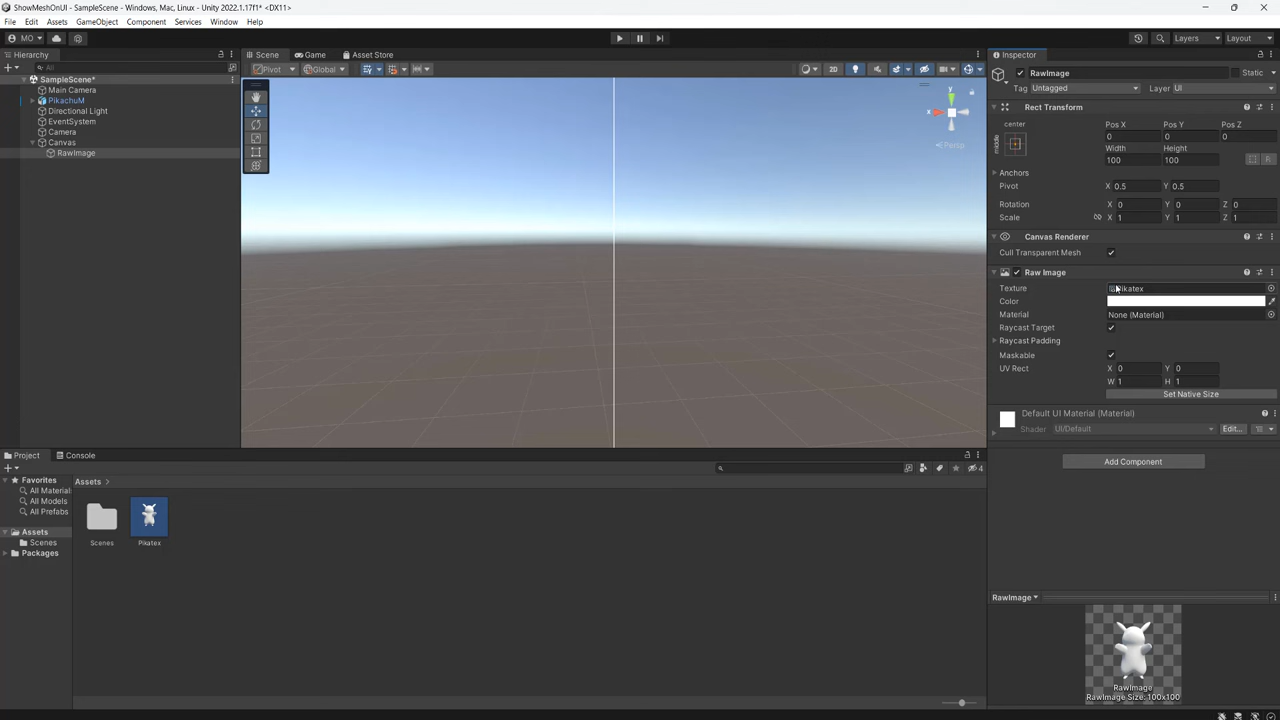 ShowMeshOnUI - SampleScene - Windows, Mac, Linux - Unity 2022.1.17f1* <DX11>
File Edit Assets GameObject Component Services Window Help
MO Layers Layout
Hierarchy Scene Game Asset Store Inspector
All Pivot Global 2D RawImage Static
SampleScene* Tag Untagged Layer UI
Main Camera
PikachuM Rect Transform
Directional Light
EventSystem center Pos X Pos Y Pos Z
Camera middle 0 0 0
Canvas y x Persp Width Height
RawImage 100 100 R
Anchors
Pivot X 0.5 Y 0.5
Rotation X 0 Y 0 Z 0
Scale X 1 Y 1 Z 1
Canvas Renderer
Cull Transparent Mesh
Raw Image
Texture Pikatex
Color
Material None (Material)
Raycast Target
Raycast Padding
Maskable
UV Rect X 0 Y 0
W 1 H 1
Set Native Size
Default UI Material (Material)
Shader UI/Default Edit...
Add Component
Project Console
4
Favorites Assets
All Material
All Models
All Prefabs
Assets
Scenes Scenes Pikatex
Packages
RawImage
RawImage
RawImage Size: 100x100